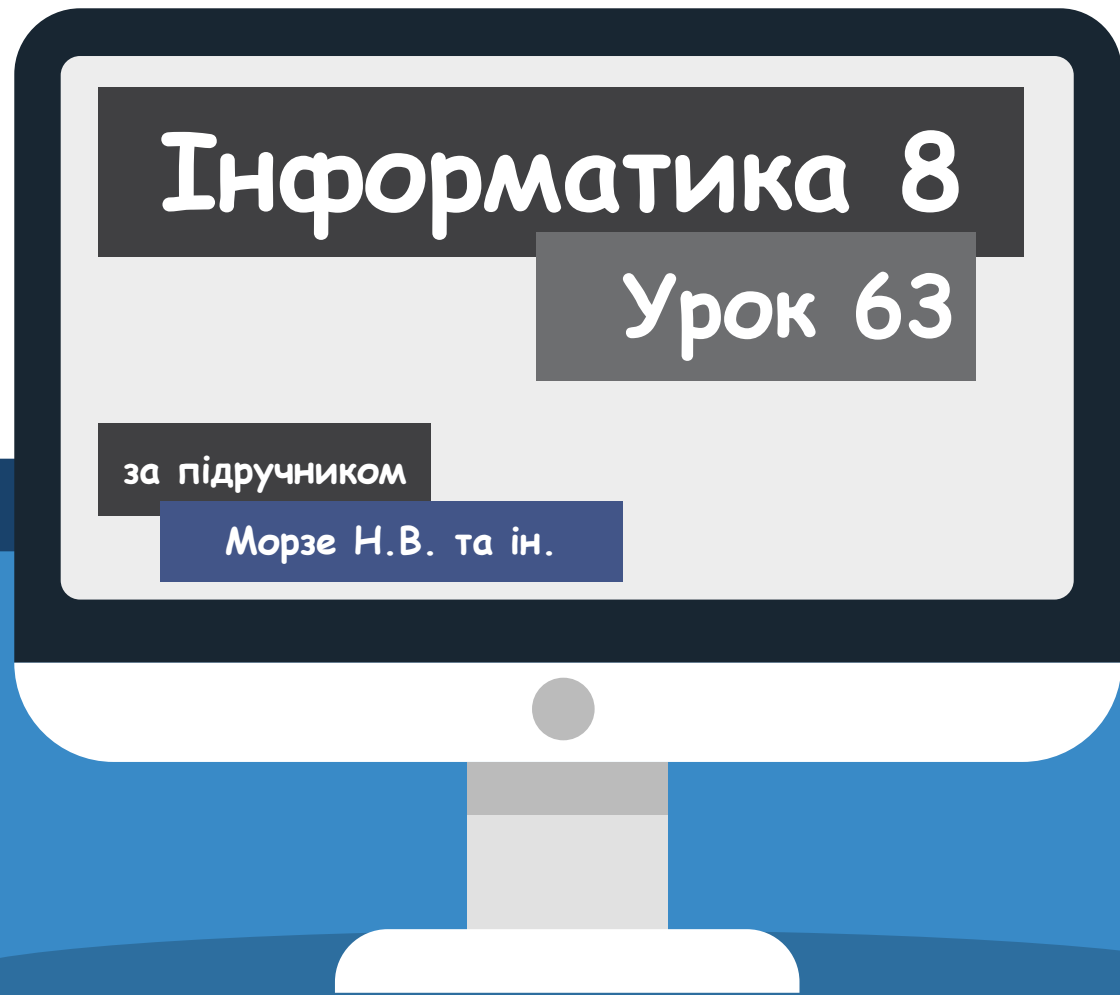 Інформатика 8
Урок 63
за підручником
Морзе Н.В. та ін.